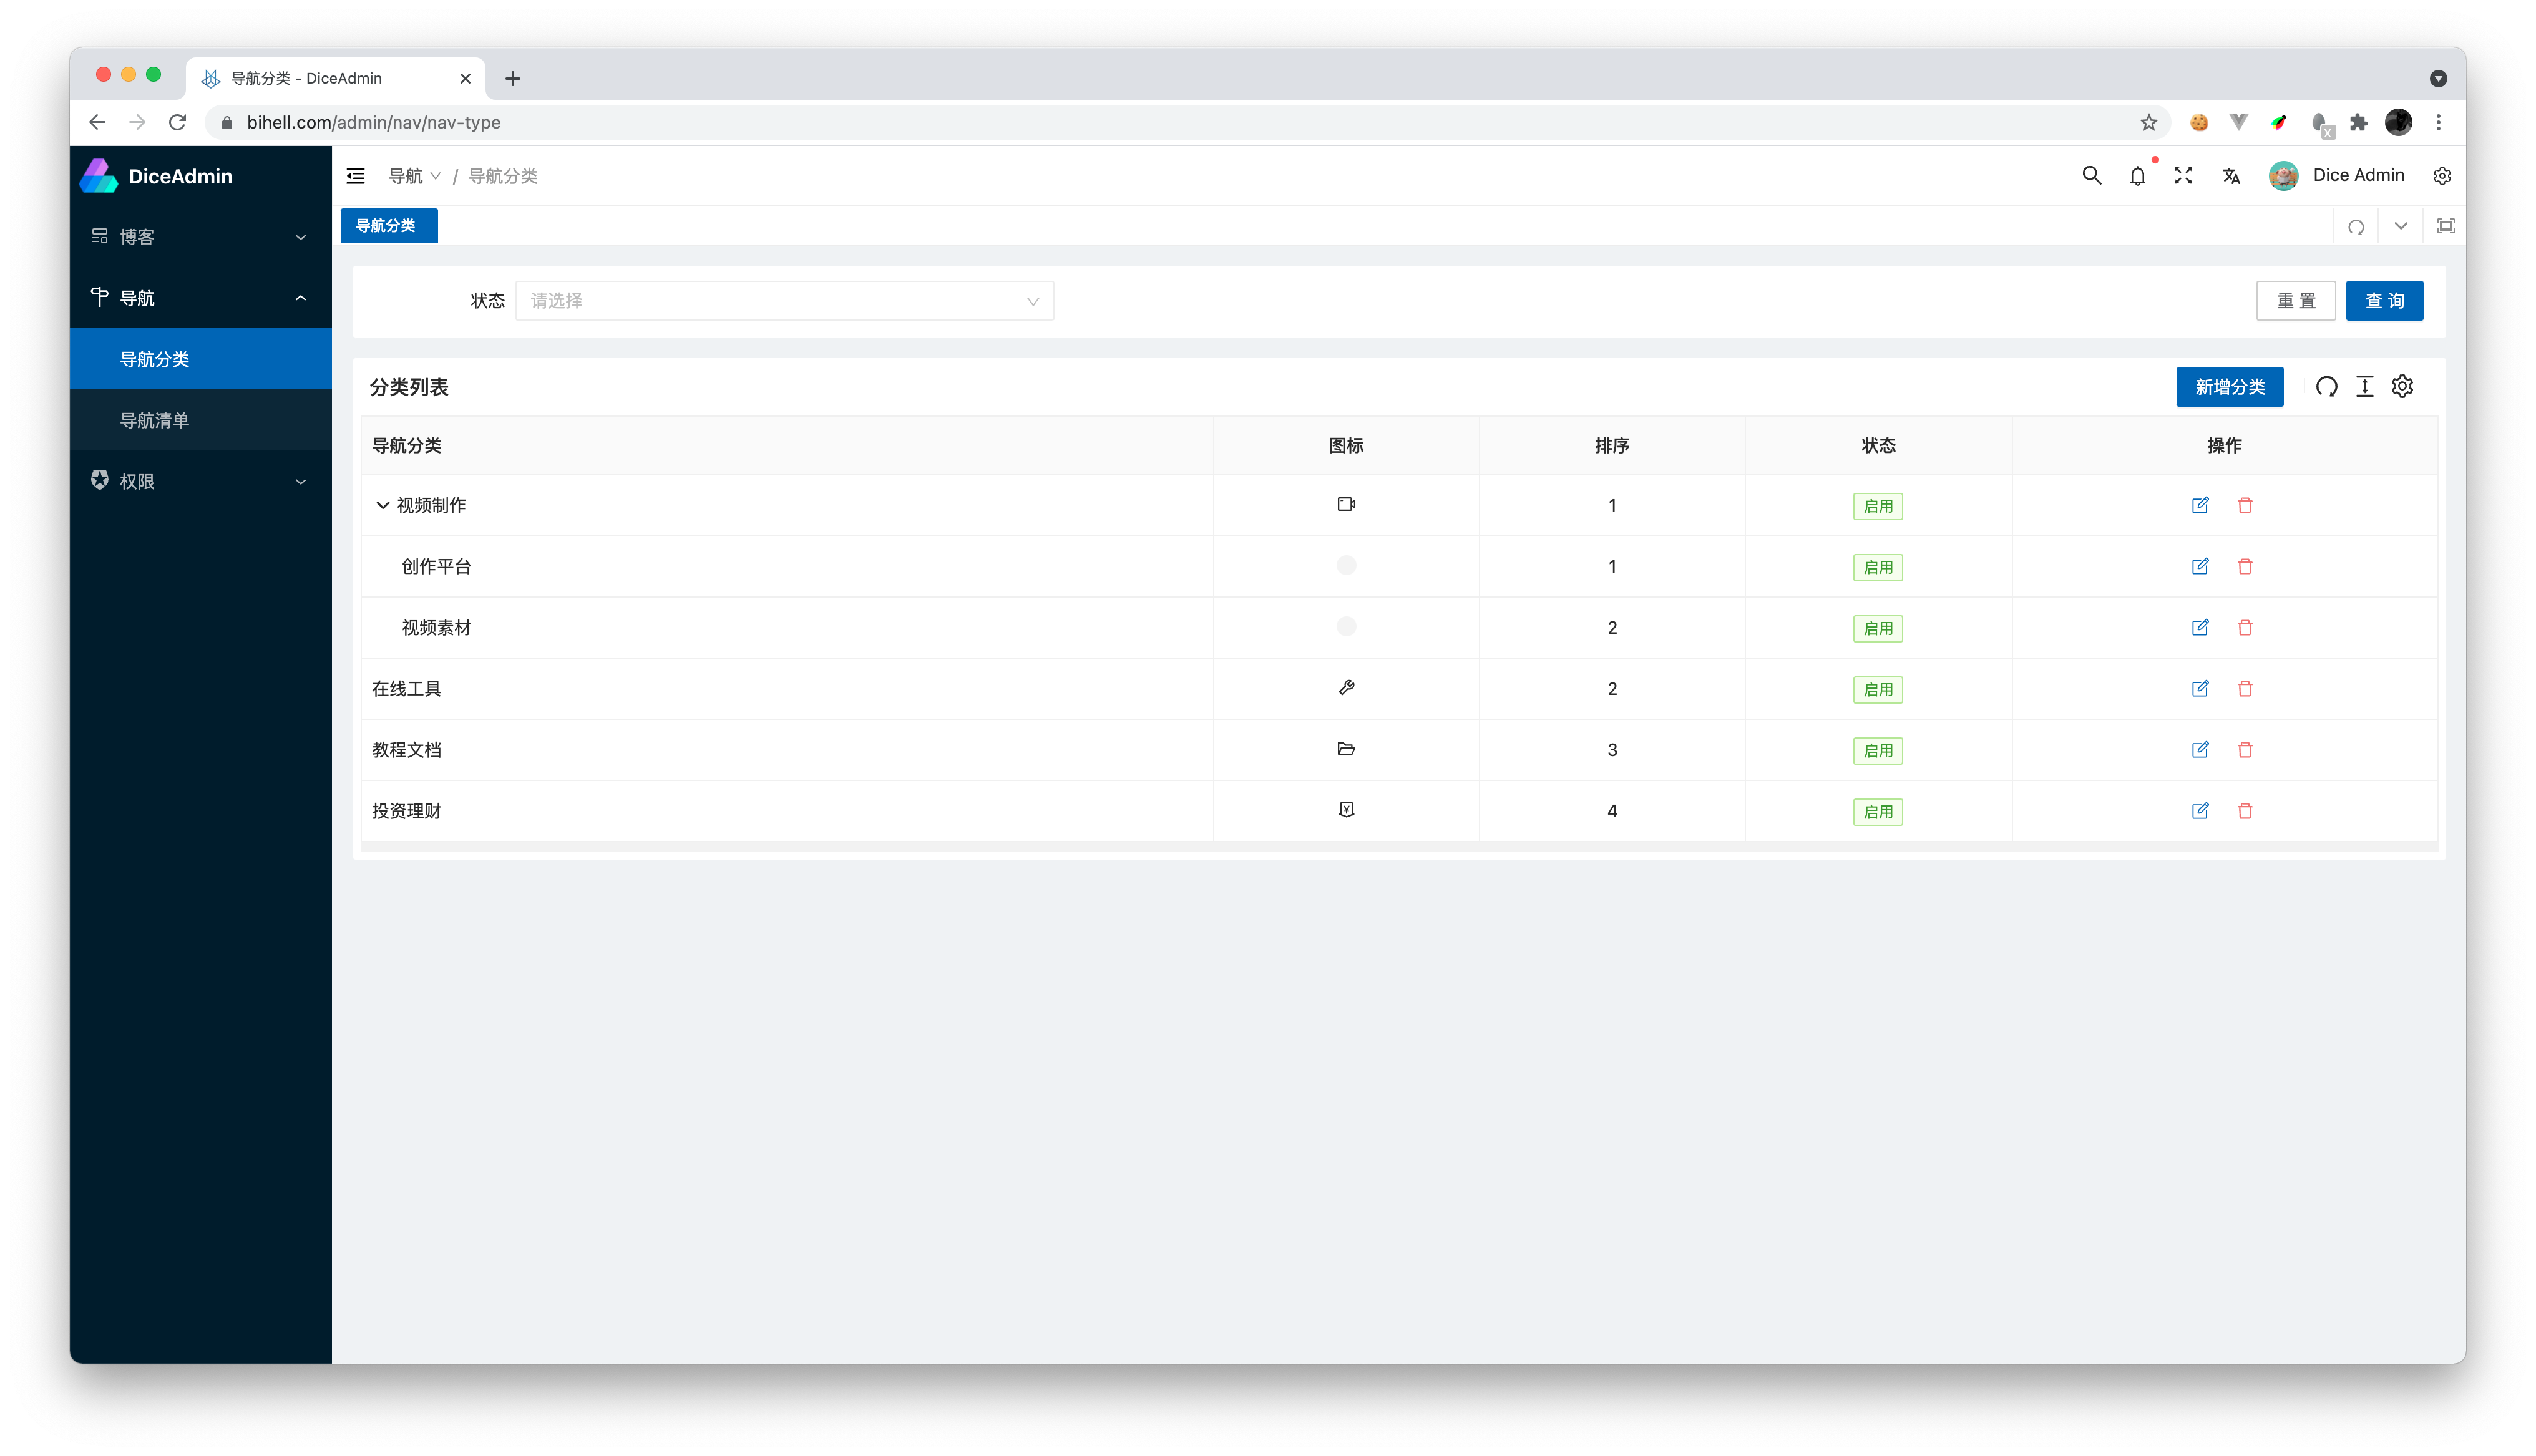 导航分类 - DiceAdmin
bihell.com/admin/nav/nav-type
DiceAdmin
导航 / 导航分类
Dice Admin
博客
导航
导航分类
导航清单
权限
导航分类
状态 请选择 重 置 查 询
分类列表 新增分类
导航分类 图标 排序 状态 操作
视频制作 1 启用
创作平台 1 启用
视频素材 2 启用
在线工具 2 启用
教程文档 3 启用
投资理财 4 启用